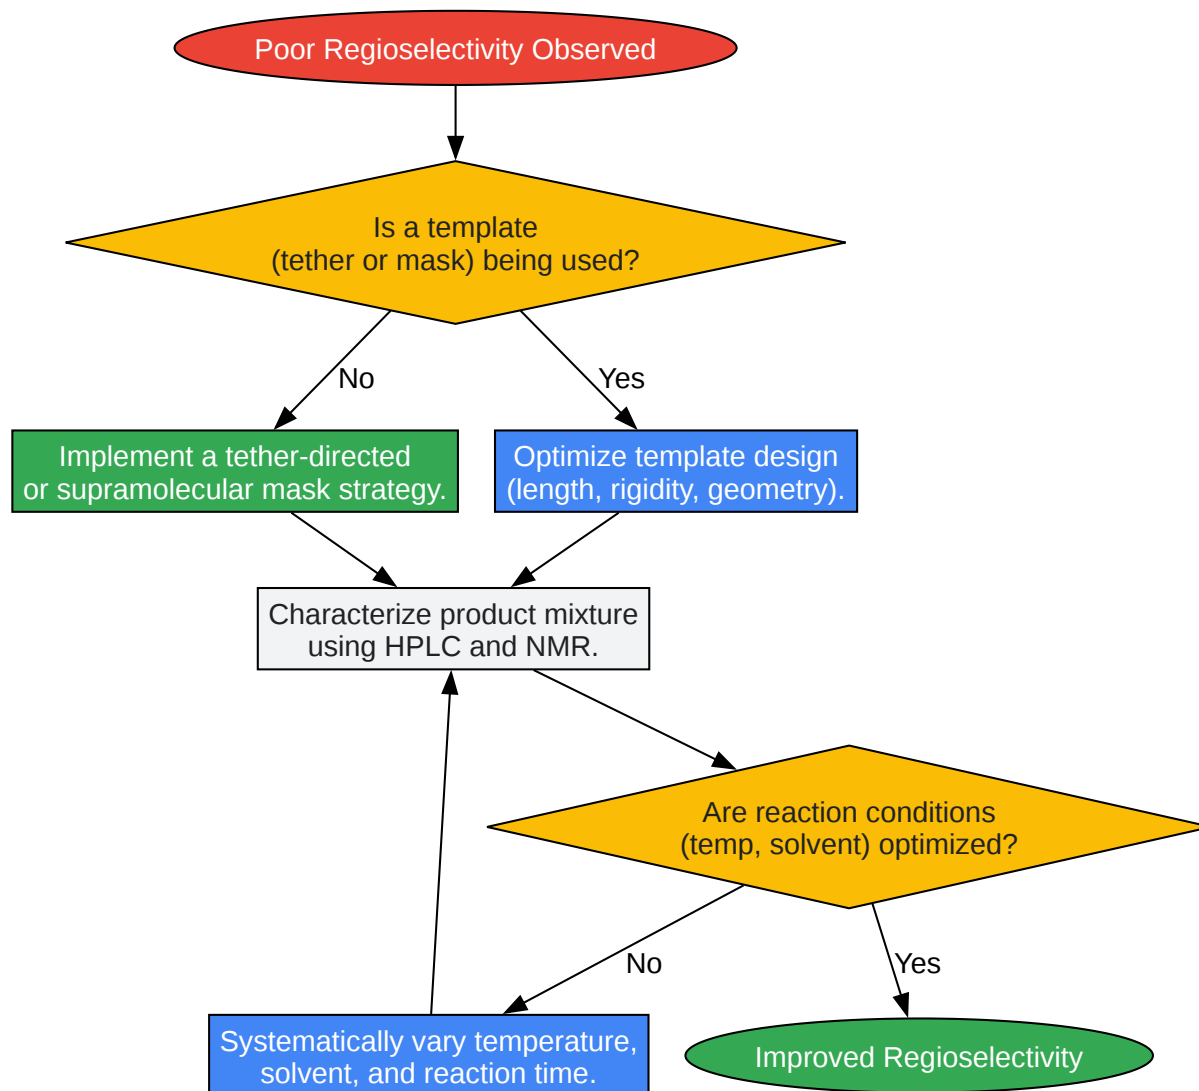 Poor Regioselectivity Observed
Is a template
(tether or mask) being used?
No
Yes
Implement a tether-directed
or supramolecular mask strategy.
Optimize template design
(length, rigidity, geometry).
Characterize product mixture
using HPLC and NMR.
Are reaction conditions
(temp, solvent) optimized?
No
Yes
Systematically vary temperature,
solvent, and reaction time.
Improved Regioselectivity